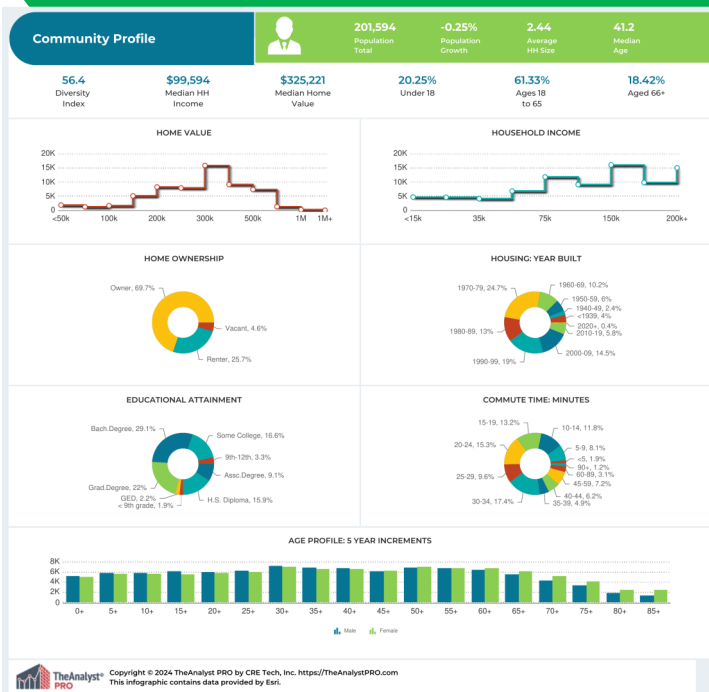 Community Profile
201,594
Population
Total
-0.25%
Population
Growth
2.44
Average
HH Size
41.2
Median
Age
56.4
Diversity
Index
$99,594
Median HH
Income
$325,221
Median Home
Value
20.25%
Under 18
61.33%
Ages 18
to 65
18.42%
Aged 66+
HOME VALUE
20K
15K
10K
5K
0
<50k 100k 200k 300k 500k 1M 1M+
HOUSEHOLD INCOME
20K
15K
10K
5K
0
<15k 35k 75k 150k 200k+
HOME OWNERSHIP
Owner, 69.7%
Vacant, 4.6%
Renter, 25.7%
HOUSING: YEAR BUILT
1970-79, 24.7%
1960-69, 10.2%
1950-59, 6%
1940-49, 2.4%
<1939, 4%
2020+, 0.4%
2010-19, 5.8%
1980-89, 13%
2000-09, 14.5%
1990-99, 19%
EDUCATIONAL ATTAINMENT
Bach.Degree, 29.1%
Some College, 16.6%
9th-12th, 3.3%
Assc.Degree, 9.1%
Grad.Degree, 22%
GED, 2.2%
< 9th grade, 1.9%
H.S. Diploma, 15.9%
COMMUTE TIME: MINUTES
15-19, 13.2%
10-14, 11.8%
20-24, 15.3%
5-9, 8.1%
<5, 1.9%
90+, 1.2%
60-89, 3.1%
45-59, 7.2%
25-29, 9.6%
40-44, 6.2%
30-34, 17.4%
35-39, 4.9%
AGE PROFILE: 5 YEAR INCREMENTS
8K
6K
4K
2K
0
0+ 5+ 10+ 15+ 20+ 25+ 30+ 35+ 40+ 45+ 50+ 55+ 60+ 65+ 70+ 75+ 80+ 85+
Male Female
TheAnalyst®
PRO
Copyright © 2024 TheAnalyst PRO by CRE Tech, Inc. https://TheAnalystPRO.com
This infographic contains data provided by Esri.